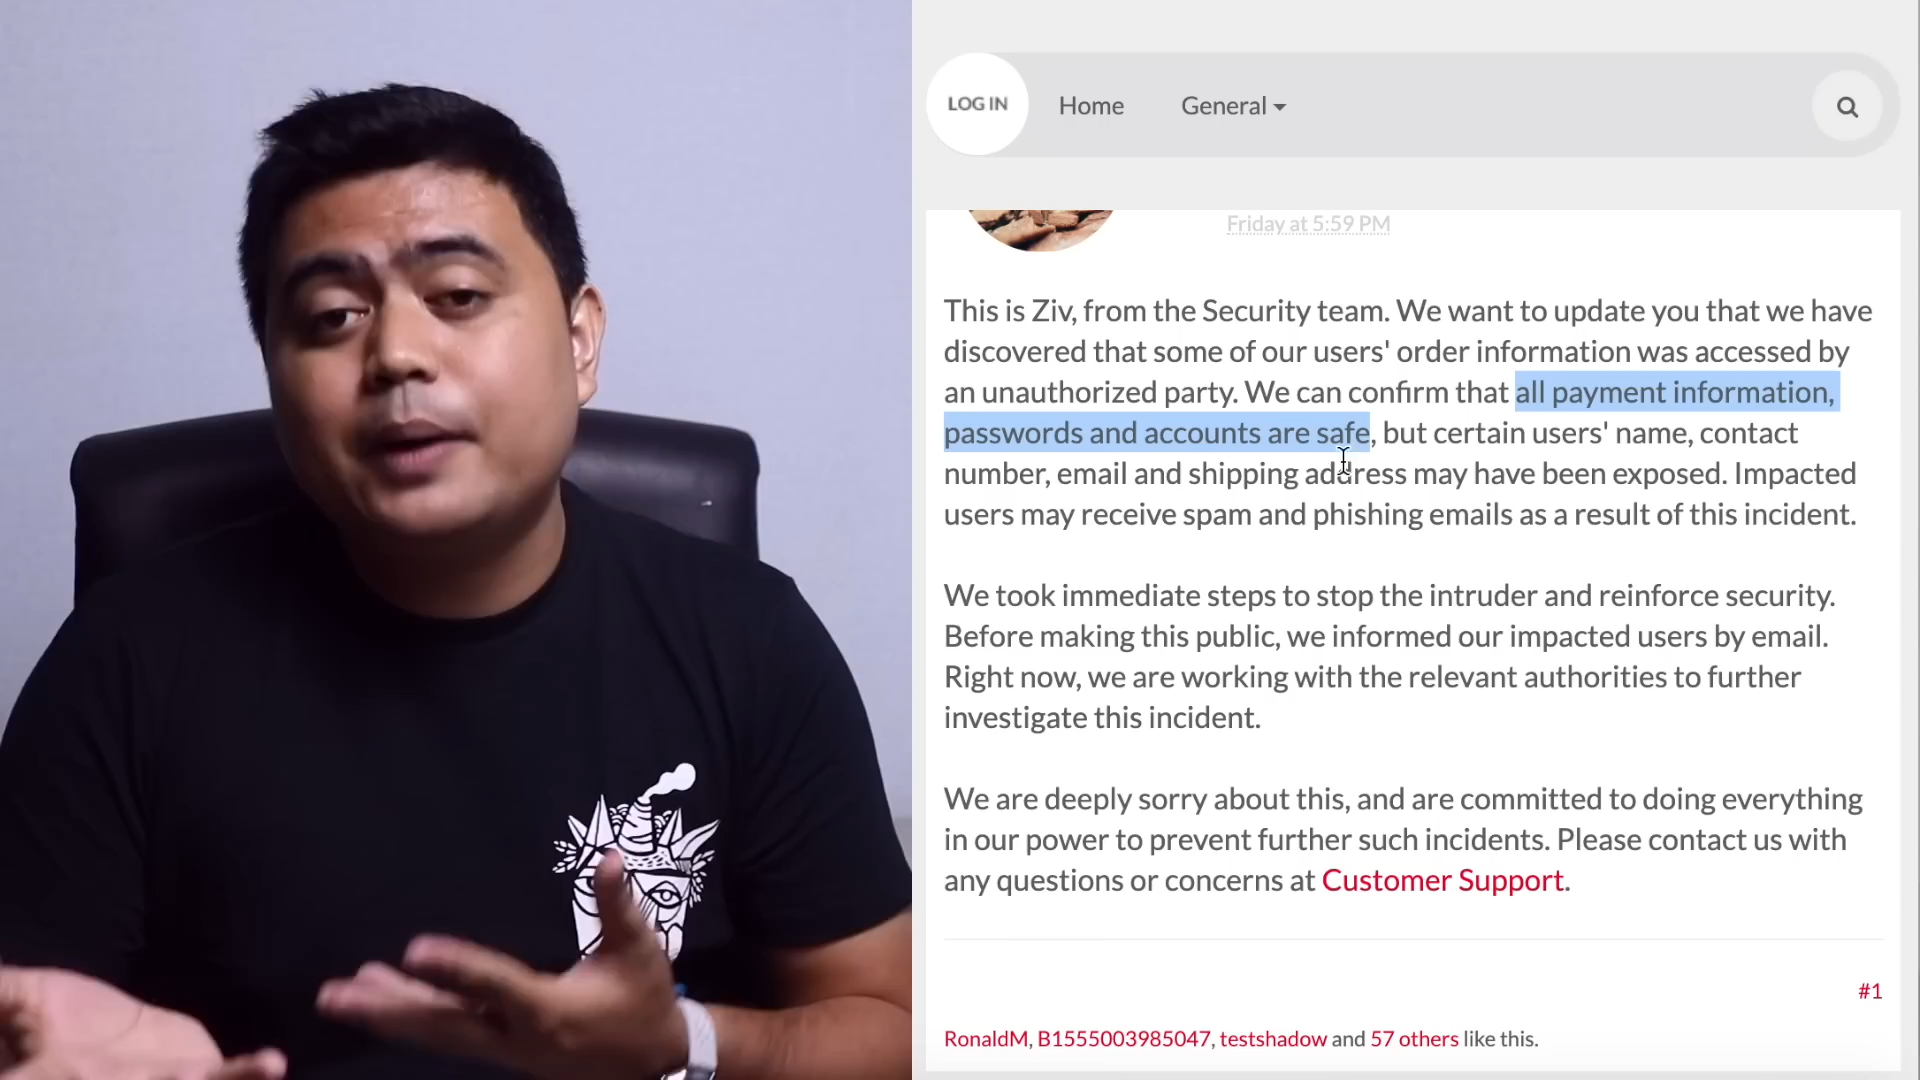 LOG IN
Home
General
Friday at 5:59 PM
This is Ziv, from the Security team. We want to update you that we have
discovered that some of our users' order information was accessed by
an unauthorized party. We can confirm that all payment information,
passwords and accounts are safe, but certain users' name, contact
number, email and shipping address may have been exposed. Impacted
users may receive spam and phishing emails as a result of this incident.
We took immediate steps to stop the intruder and reinforce security.
Before making this public, we informed our impacted users by email.
Right now, we are working with the relevant authorities to further
investigate this incident.
We are deeply sorry about this, and are committed to doing everything
in our power to prevent further such incidents. Please contact us with
any questions or concerns at Customer Support.
#1
RonaldM, B1555003985047, testshadow and 57 others like this.